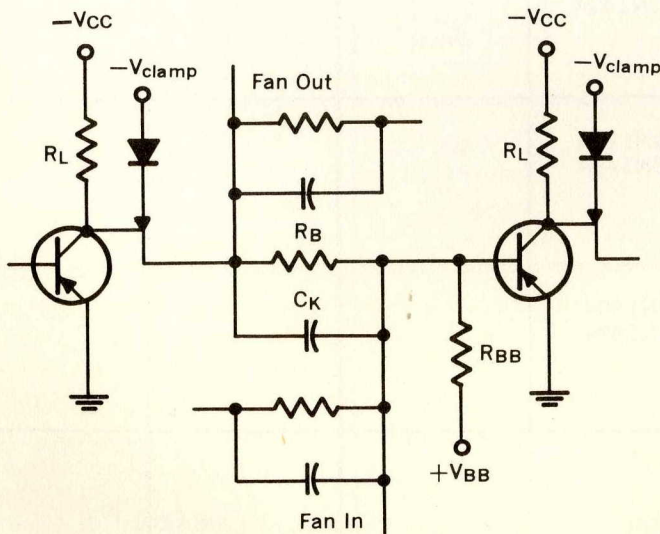 −VCC
−Vclamp
RL
Fan Out
RB
CK
Fan In
−VCC
−Vclamp
RL
RBB
+VBB